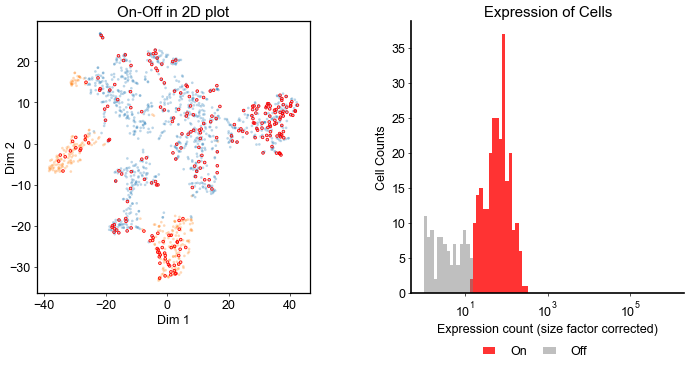 On-Off in 2D plot
20
10
0
−10
−20
−30
−40
−20
0
20
40
Dim 2
Dim 1
Expression of Cells
35
30
25
20
15
10
5
0
Cell Counts
10^1
10^3
10^5
Expression count (size factor corrected)
On
Off